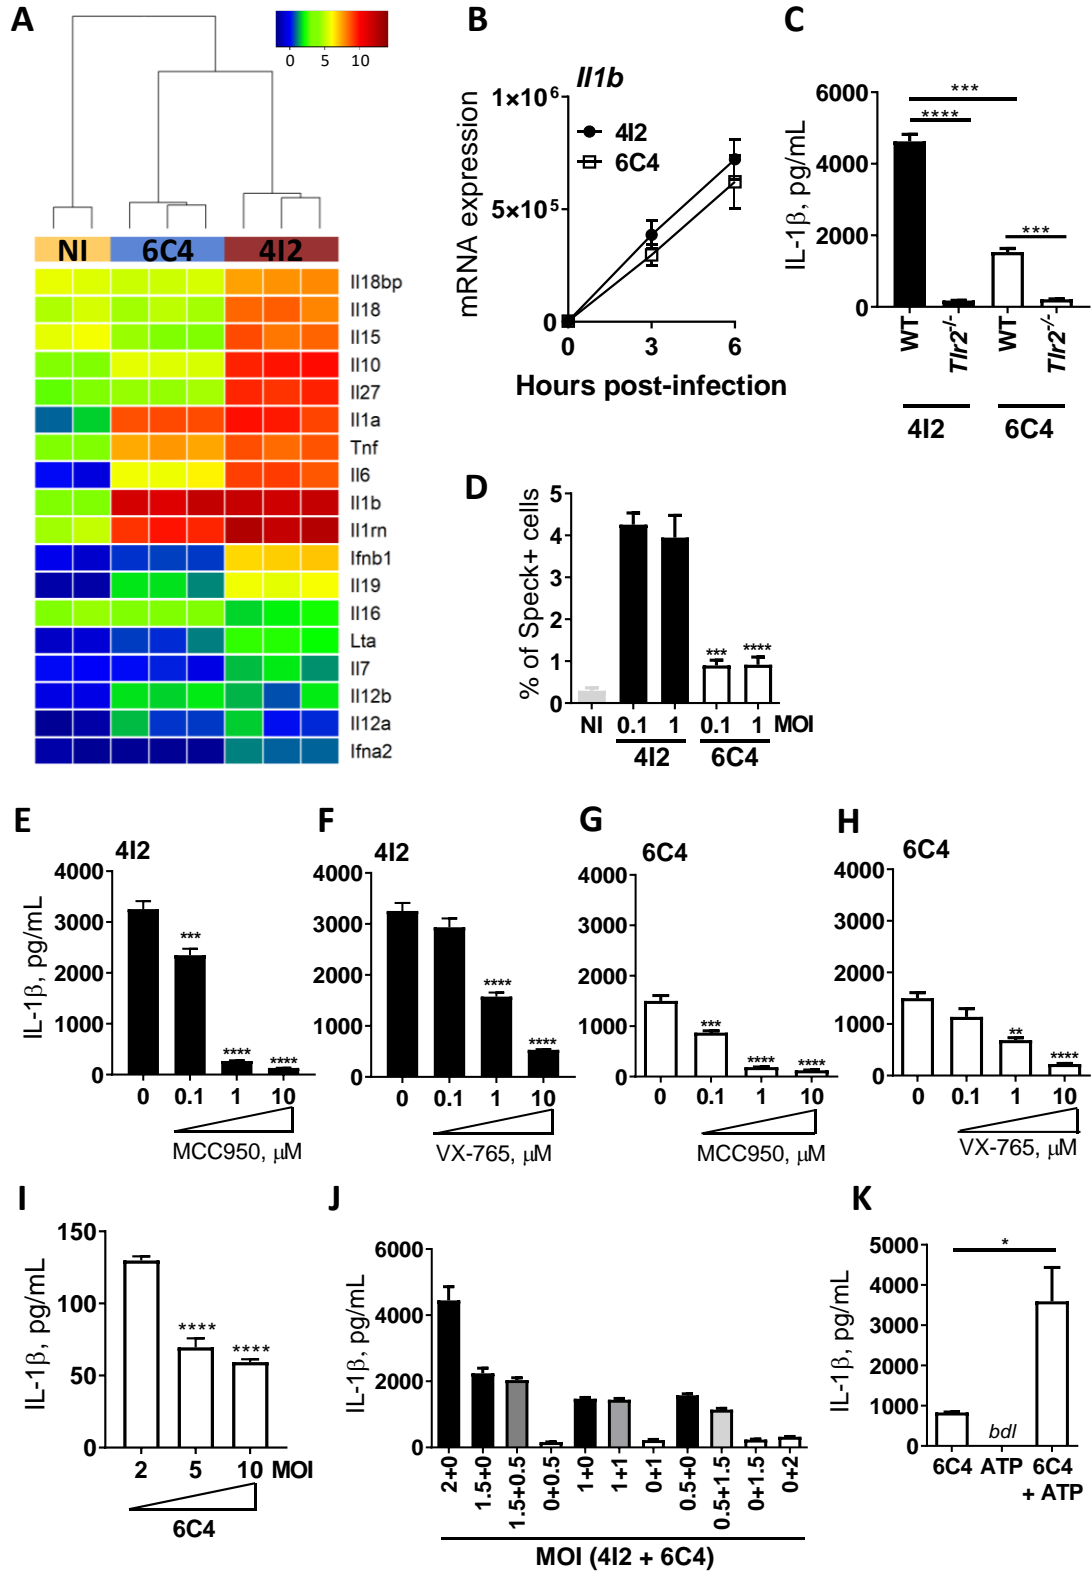 A
0 5 10
NI 6C4 4I2
Il18bp
Il18
Il15
Il10
Il27
Il1a
Tnf
Il6
Il1b
Il1rn
Ifnb1
Il19
Il16
Lta
Il7
Il12b
Il12a
Ifna2
B
Il1b
mRNA expression
1×10⁶
5×10⁵
0
4I2
6C4
0 3 6
Hours post-infection
C
IL-1β, pg/mL
6000
4000
2000
0
***
****
***
WT Tlr2-/- WT Tlr2-/-
4I2 6C4
D
% of Speck+ cells
5
4
3
2
1
0
*** ****
NI 0.1 1 0.1 1 MOI
4I2 6C4
E
4I2
IL-1β, pg/mL
4000
3000
2000
1000
0
***
**** ****
0 0.1 1 10
MCC950, μM
F
4I2
4000
3000
2000
1000
0
****
****
0 0.1 1 10
VX-765, μM
G
6C4
4000
3000
2000
1000
0
***
**** ****
0 0.1 1 10
MCC950, μM
H
6C4
4000
3000
2000
1000
0
**
****
0 0.1 1 10
VX-765, μM
I
IL-1β, pg/mL
150
100
50
0
**** ****
2 5 10 MOI
6C4
J
IL-1β, pg/mL
6000
4000
2000
0
2+0 1.5+0 1.5+0.5 0+0.5 1+0 1+1 0+1 0.5+0 0.5+1.5 0+1.5 0+2
MOI (4I2 + 6C4)
K
IL-1β, pg/mL
5000
4000
3000
2000
1000
0
*
bdl
6C4 ATP 6C4
+ ATP